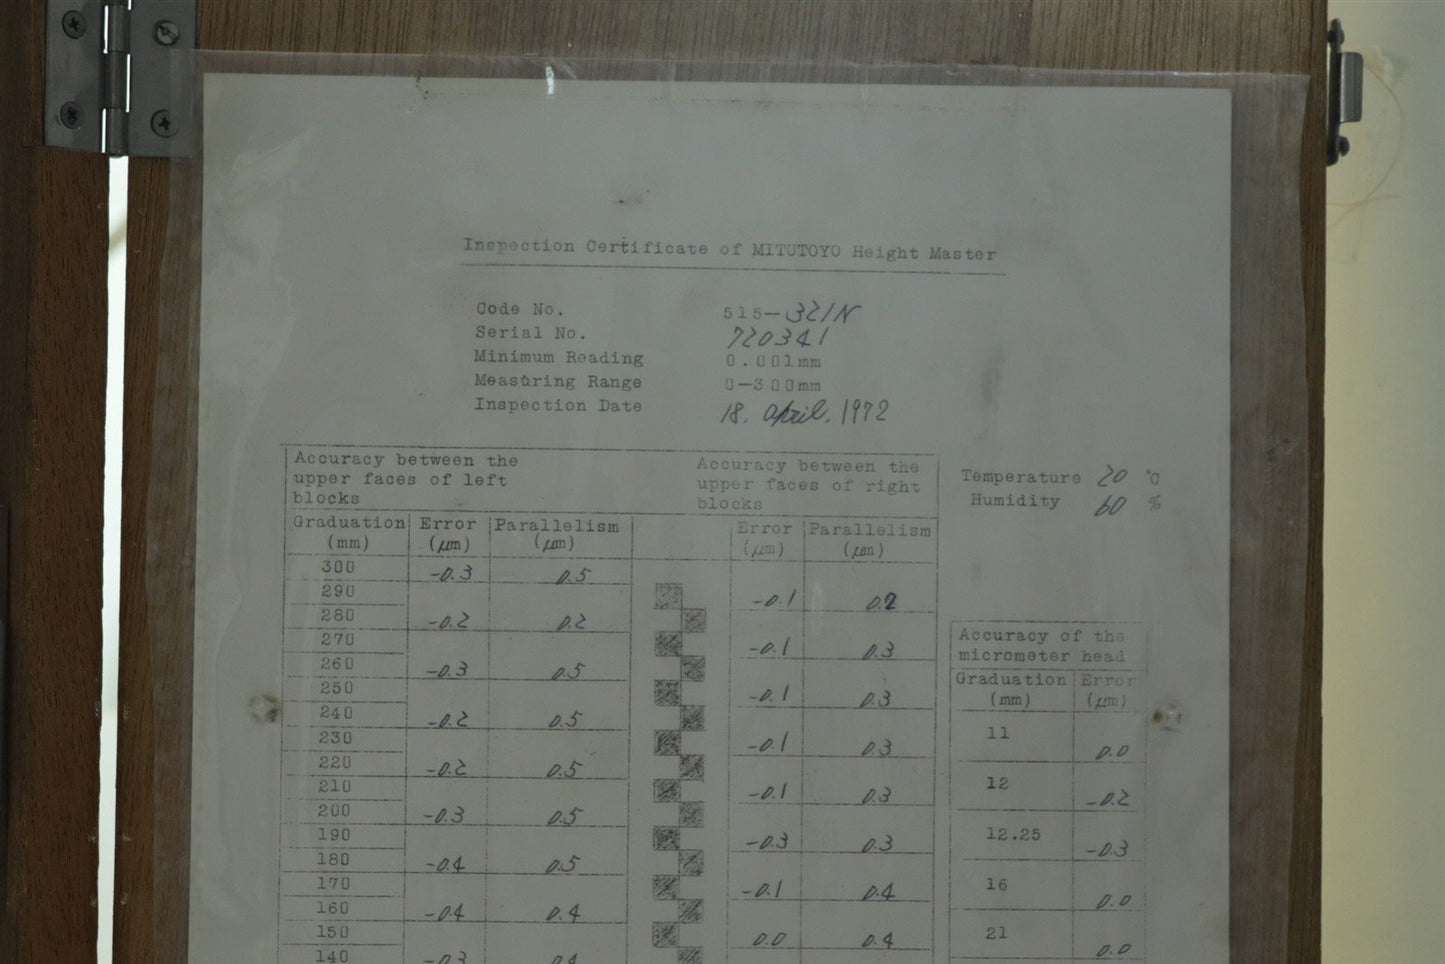 Inspection Certificate of MITUTOYO Height Master
Code No. 515-321N
Serial No. 720341
Minimum Reading 0.001mm
Measuring Range 0-300mm
Inspection Date 18. April. 1972
Temperature 20 °C
Humidity 60 %
Accuracy between the upper faces of left blocks
Accuracy between the upper faces of right blocks
Graduation (mm) Error (μm) Parallelism (μm) Error (μm) Parallelism (μm)
300 -0.3 0.5
290 -0.1 0.2
280 -0.2 0.2
270 -0.1 0.3
260 -0.3 0.5
250 -0.1 0.3
240 -0.2 0.5
230 -0.1 0.3
220 -0.2 0.5
210 -0.1 0.3
200 -0.3 0.5
190 -0.3 0.3
180 -0.4 0.5
170 -0.1 0.4
160 -0.4 0.4
150 0.0 0.4
140 -0.3 0.4
Accuracy of the
micrometer head
Graduation (mm) Error (μm)
11 0.0
12 -0.2
12.25 -0.3
16 0.0
21 0.0